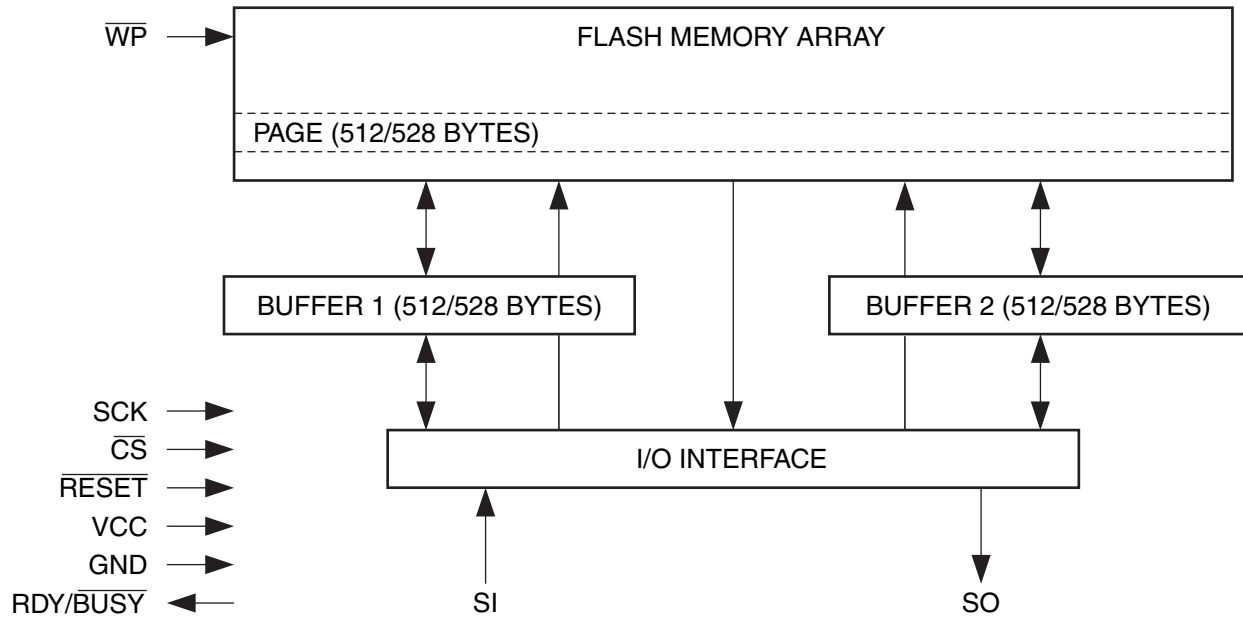 WP
FLASH MEMORY ARRAY
PAGE (512/528 BYTES)
BUFFER 1 (512/528 BYTES)
BUFFER 2 (512/528 BYTES)
SCK
CS
I/O INTERFACE
RESET
VCC
GND
RDY/BUSY
SI
SO